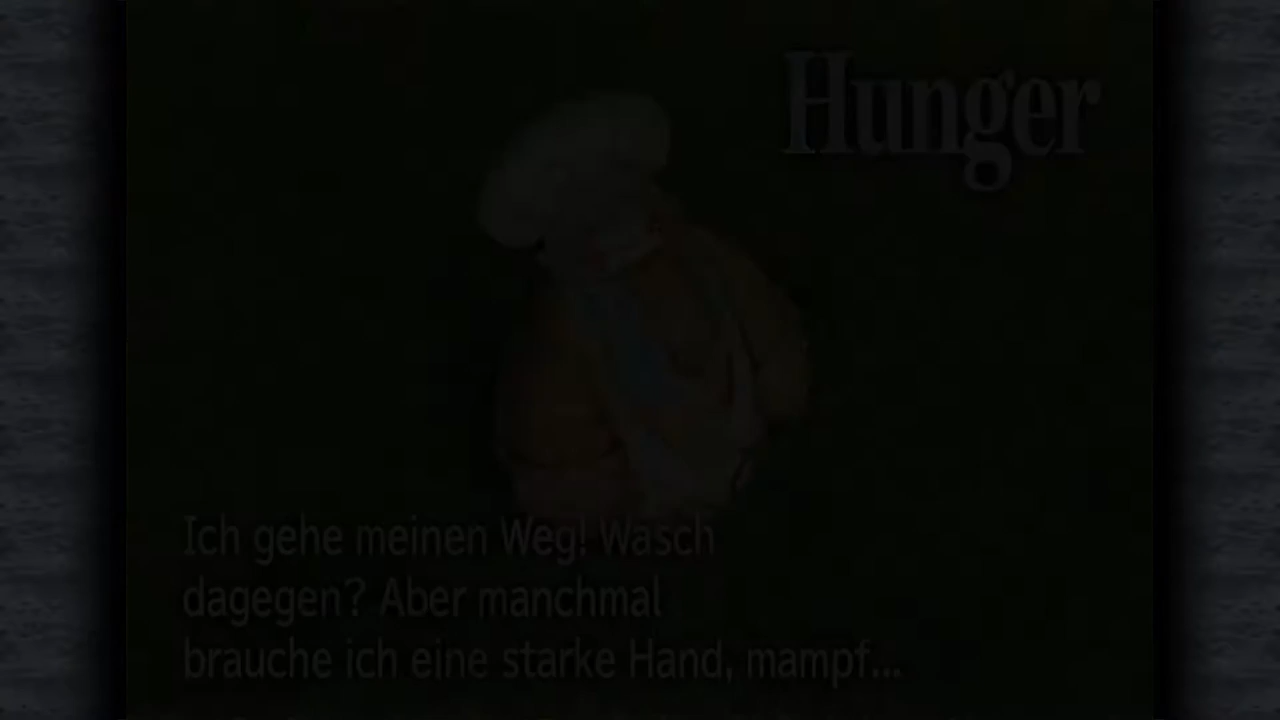 Hunger
Ich gehe meinen Weg! Wasch
dagegen? Aber manchmal
brauche ich eine starke Hand, mampf...